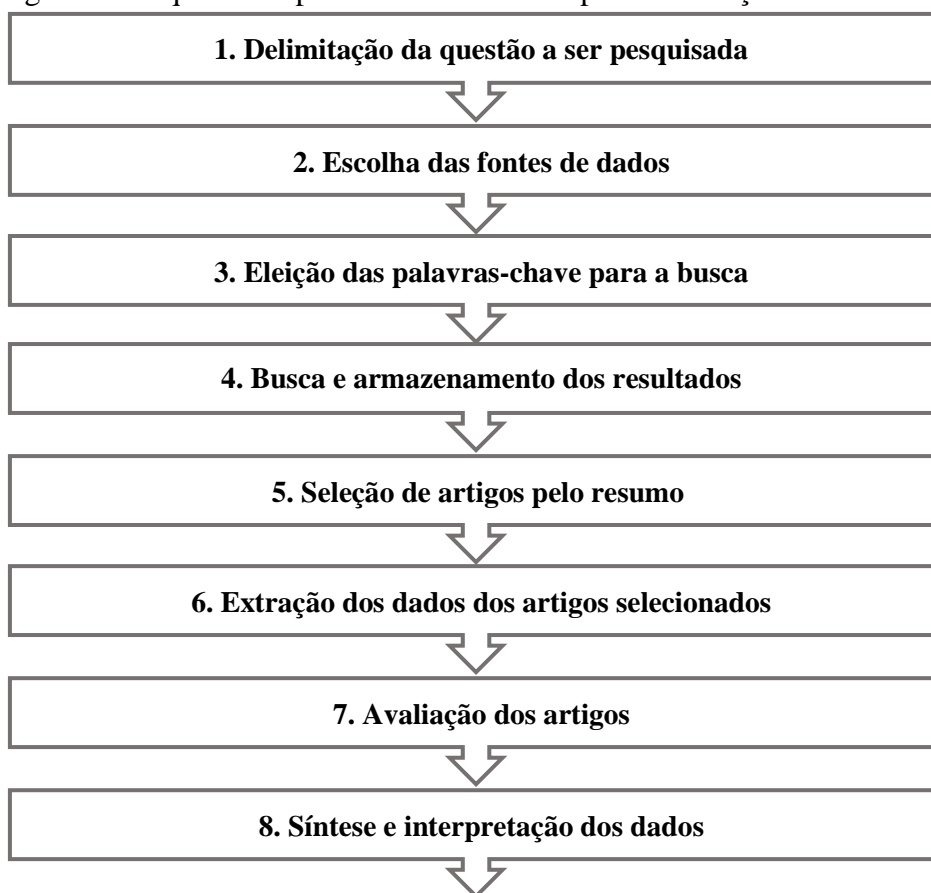 1. Delimitação da questão a ser pesquisada
2. Escolha das fontes de dados
3. Eleição das palavras-chave para a busca
4. Busca e armazenamento dos resultados
5. Seleção de artigos pelo resumo
6. Extração dos dados dos artigos selecionados
7. Avaliação dos artigos
8. Síntese e interpretação dos dados